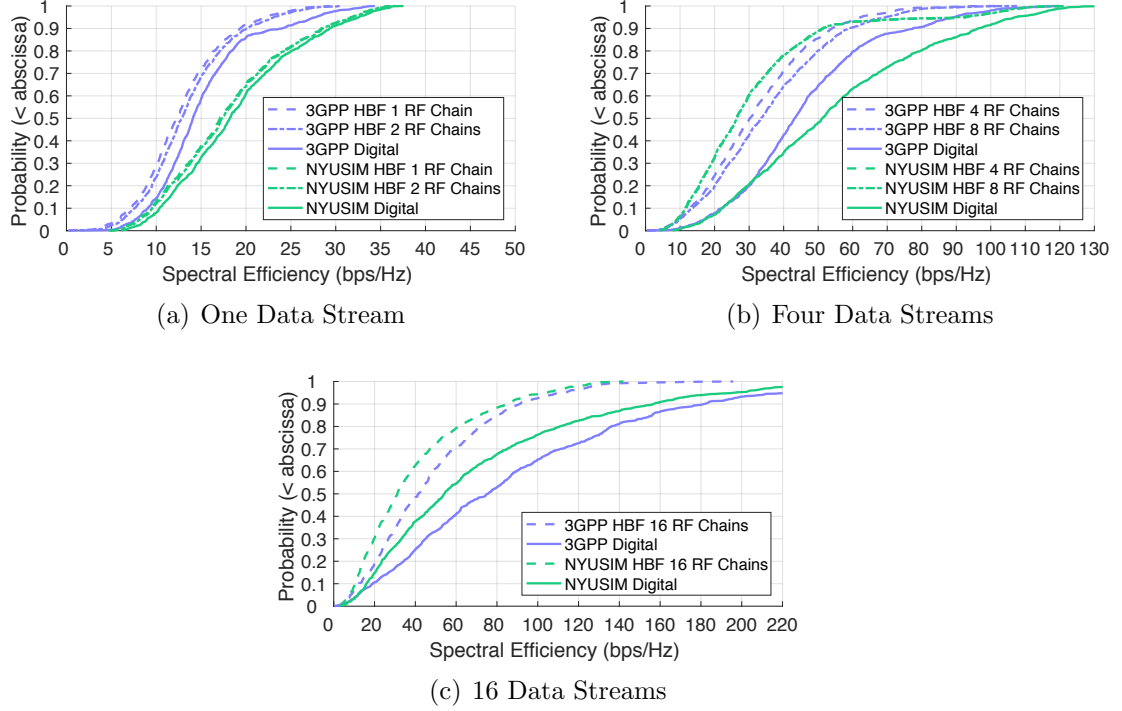 1
0.9
0.8
0.7
0.6
0.5
0.4
0.3
0.2
0.1
0
Probability (< abscissa)
3GPP HBF 1 RF Chain
3GPP HBF 2 RF Chains
3GPP Digital
NYUSIM HBF 1 RF Chain
NYUSIM HBF 2 RF Chains
NYUSIM Digital
0 5 10 15 20 25 30 35 40 45 50
Spectral Efficiency (bps/Hz)
(a) One Data Stream
1
0.9
0.8
0.7
0.6
0.5
0.4
0.3
0.2
0.1
0
Probability (< abscissa)
3GPP HBF 4 RF Chains
3GPP HBF 8 RF Chains
3GPP Digital
NYUSIM HBF 4 RF Chains
NYUSIM HBF 8 RF Chains
NYUSIM Digital
0 10 20 30 40 50 60 70 80 90 100 110 120 130
Spectral Efficiency (bps/Hz)
(b) Four Data Streams
1
0.9
0.8
0.7
0.6
0.5
0.4
0.3
0.2
0.1
0
Probability (< abscissa)
3GPP HBF 16 RF Chains
3GPP Digital
NYUSIM HBF 16 RF Chains
NYUSIM Digital
0 20 40 60 80 100 120 140 160 180 200 220
Spectral Efficiency (bps/Hz)
(c) 16 Data Streams